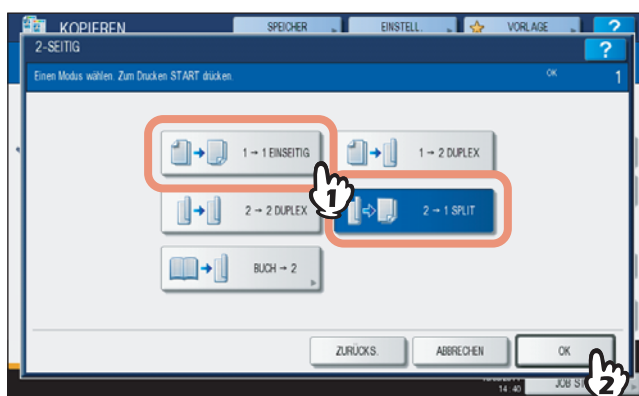 KOPIEREN SPEICHER EINSTELL. VORLAGE ?
2-SEITIG ?
Einen Modus wählen. Zum Drucken START drücken. OK 1
1 → 1 EINSEITIG 1 → 2 DUPLEX
1
2 → 2 DUPLEX 2 → 1 SPLIT
BUCH → 2
ZURÜCKS. ABBRECHEN OK
2
14:40 JOB